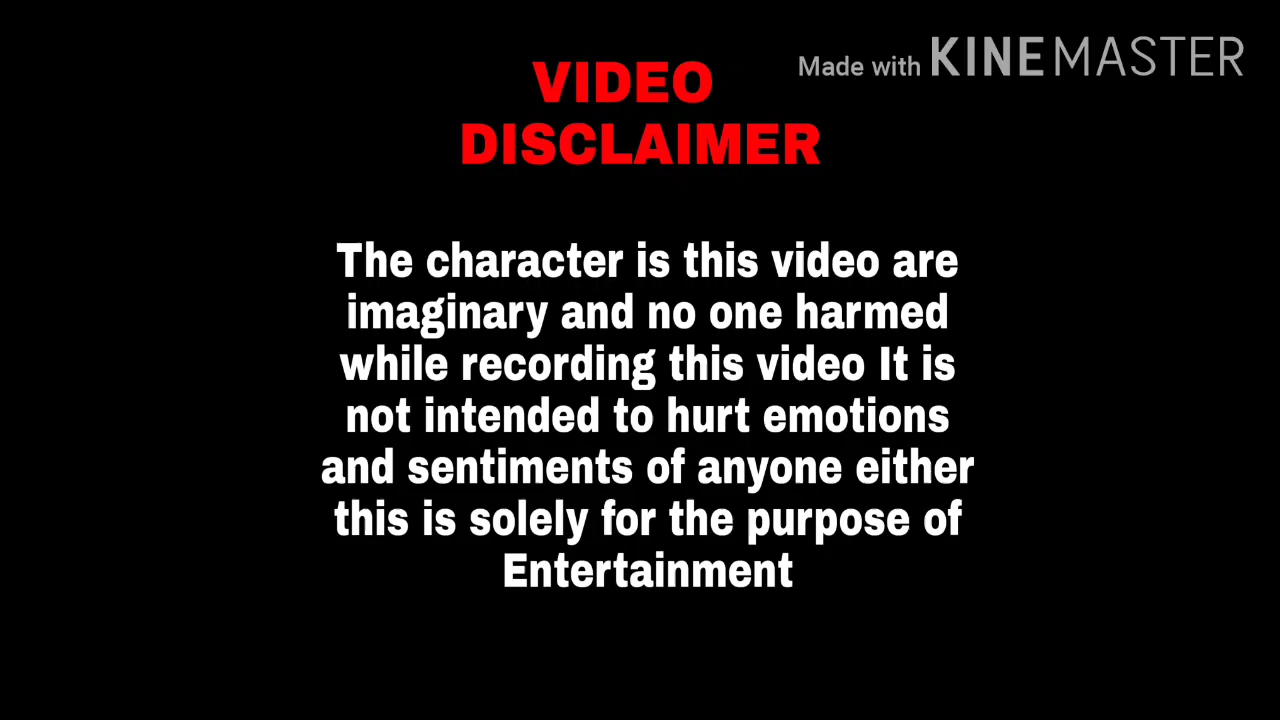 Made with KINEMASTER
VIDEO
DISCLAIMER
The character is this video are
imaginary and no one harmed
while recording this video It is
not intended to hurt emotions
and sentiments of anyone either
this is solely for the purpose of
Entertainment